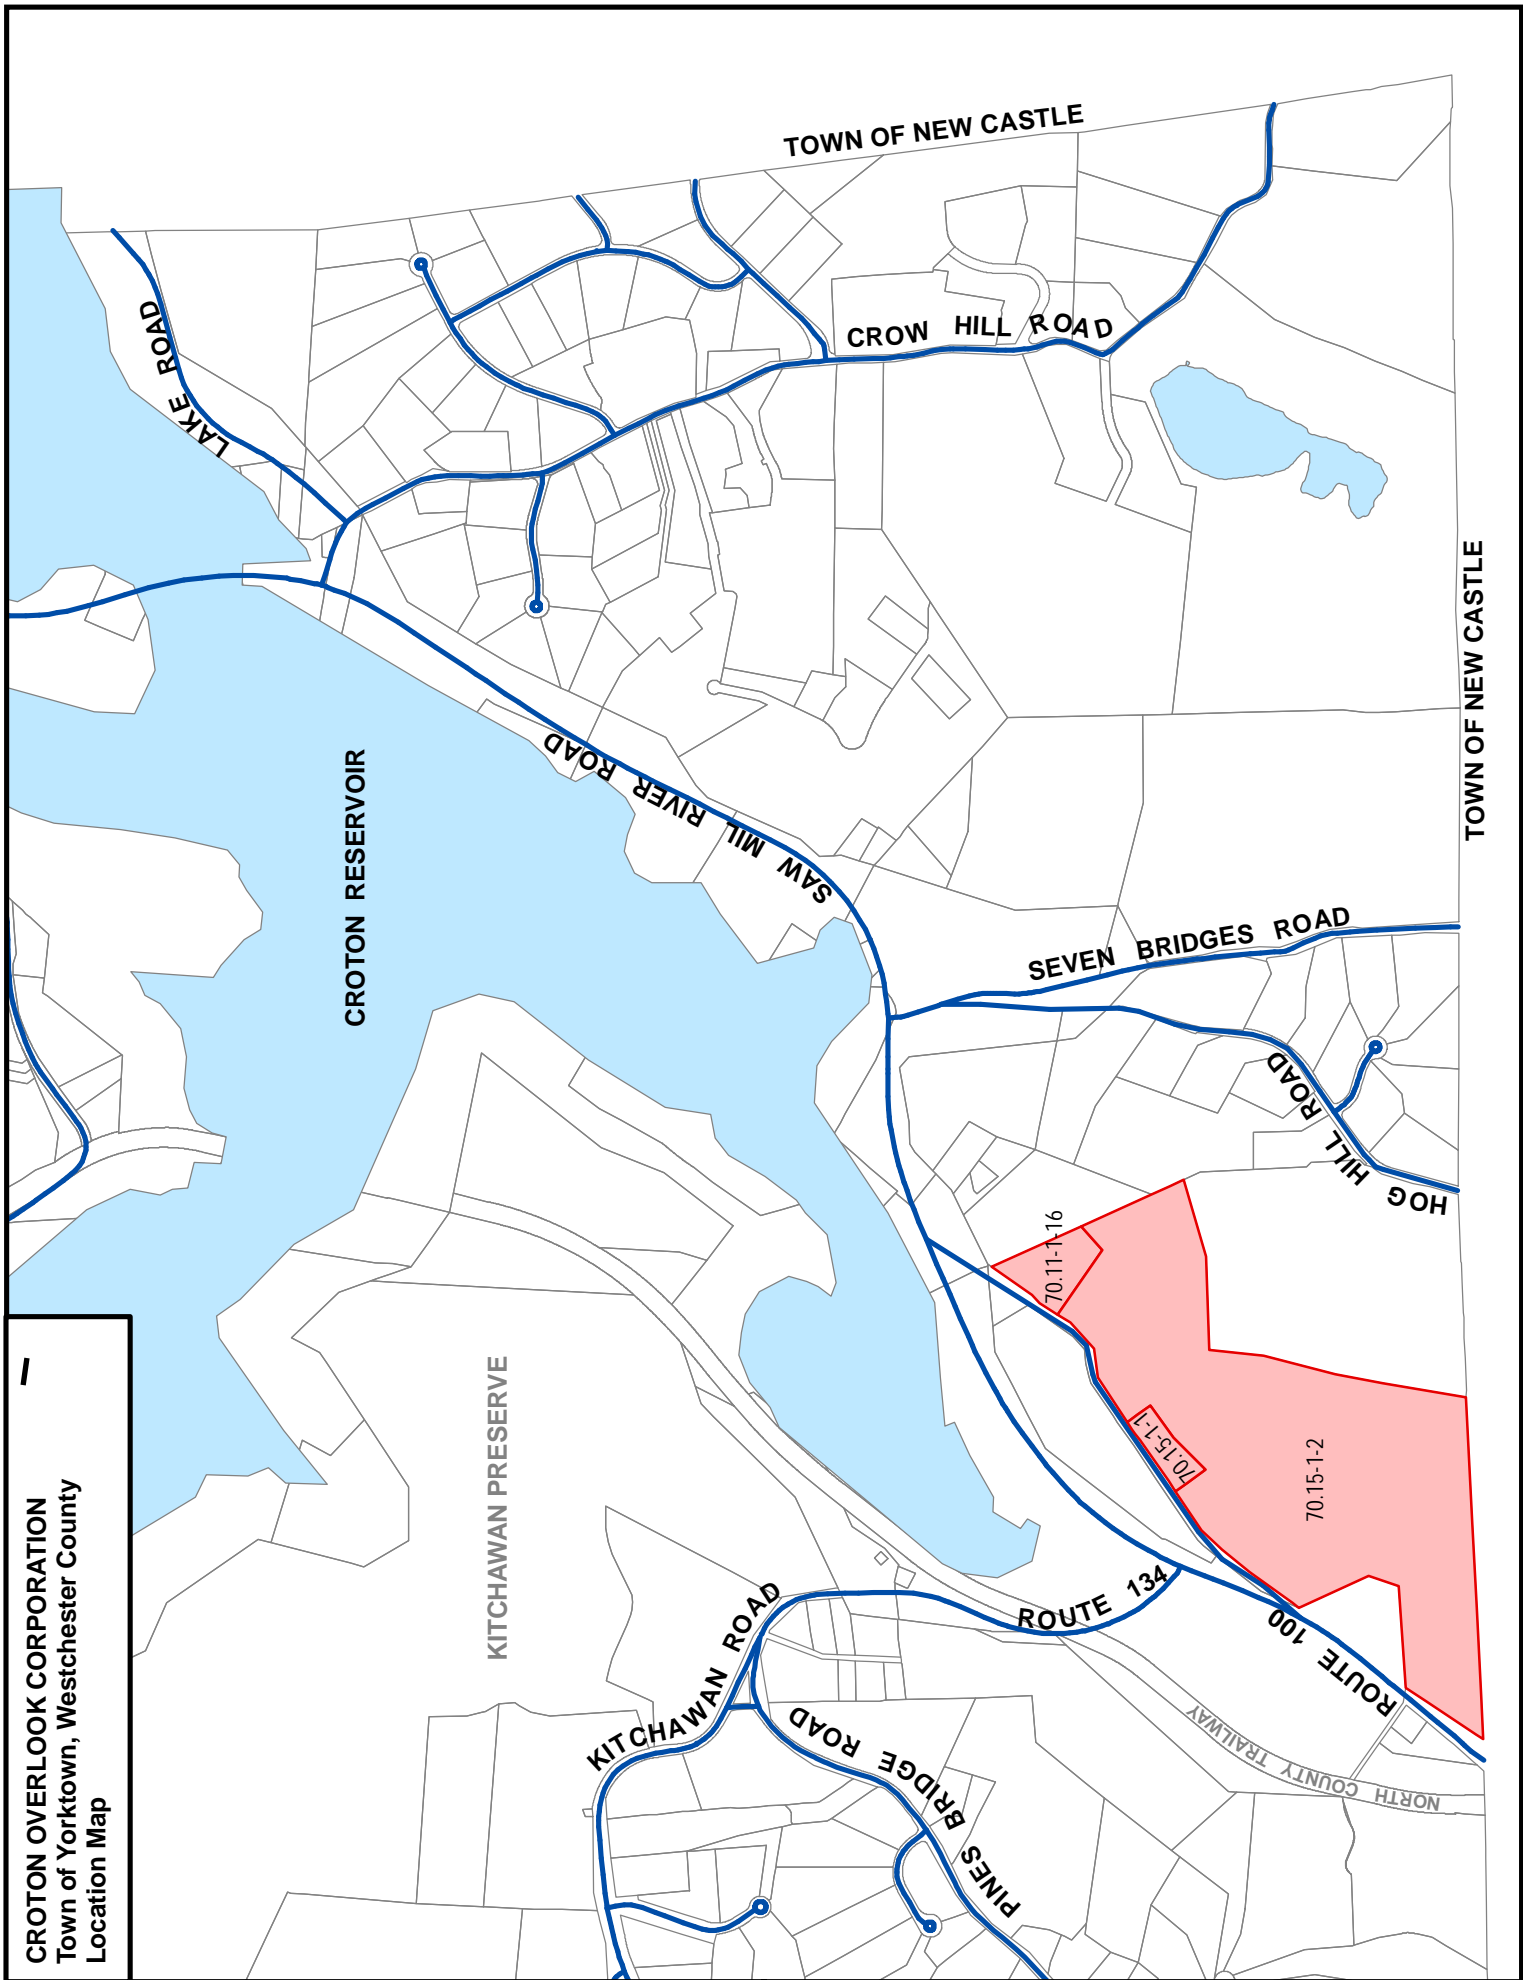 CROTON OVERLOOK CORPORATION
Town of Yorktown, Westchester County
Location Map
TOWN OF NEW CASTLE
LAKE ROAD
CROW HILL ROAD
TOWN OF NEW CASTLE
CROTON RESERVOIR
SAW MIL RIVER ROAD
SEVEN BRIDGES ROAD
HOG HILL ROAD
70.11-1-16
70.15-1-1
70.15-1-2
KITCHAWAN PRESERVE
KITCHAWAN ROAD
ROUTE 134
ROUTE 100
PINES BRIDGE ROAD
NORTH COUNTY TRAILWAY